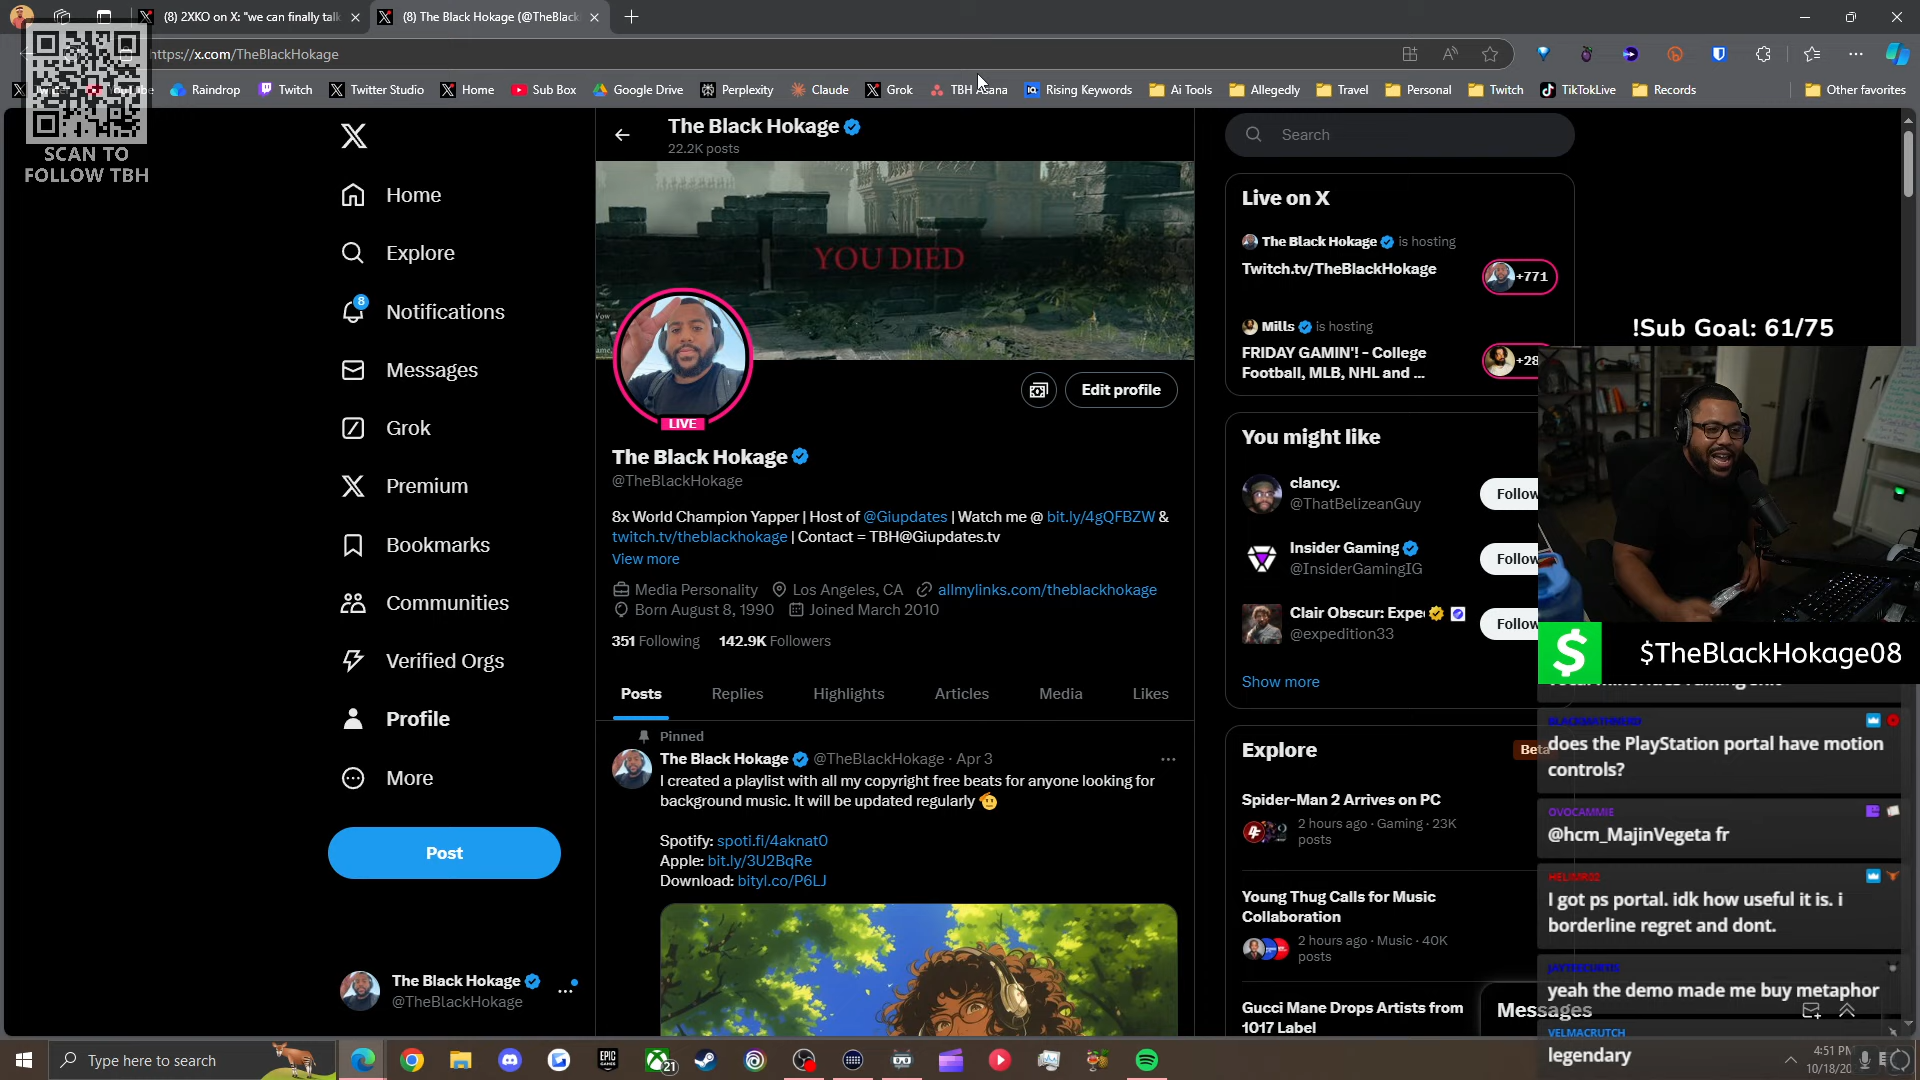 (8) 2XKO on X: "we can finally talk
(8) The Black Hokage (@TheBlack
https://x.com/TheBlackHokage
Raindrop
Twitch
Twitter Studio
Home
Sub Box
Google Drive
Perplexity
Claude
Grok
TBH Asana
Rising Keywords
Ai Tools
Allegedly
Travel
Personal
Twitch
TikTokLive
Records
Other favorites
SCAN TO
FOLLOW TBH
Home
Explore
8
Notifications
Messages
Grok
Premium
Bookmarks
Communities
Verified Orgs
Profile
More
Post
The Black Hokage
@TheBlackHokage
The Black Hokage
22.2K posts
YOU DIED
LIVE
Edit profile
The Black Hokage
@TheBlackHokage
8x World Champion Yapper | Host of @Giupdates | Watch me @ bit.ly/4gQFBZW &
twitch.tv/theblackhokage | Contact = TBH@Giupdates.tv
View more
Media Personality Los Angeles, CA allmylinks.com/theblackhokage
Born August 8, 1990 Joined March 2010
351 Following 142.9K Followers
Posts Replies Highlights Articles Media Likes
Pinned
The Black Hokage @TheBlackHokage · Apr 3
I created a playlist with all my copyright free beats for anyone looking for
background music. It will be updated regularly
Spotify: spoti.fi/4aknat0
Apple: bit.ly/3U2BqRe
Download: bityl.co/P6LJ
Search
Live on X
The Black Hokage is hosting
Twitch.tv/TheBlackHokage
+771
Mills is hosting
FRIDAY GAMIN'! - College
Football, MLB, NHL and ...
+28
You might like
clancy.
@ThatBelizeanGuy
Follow
Insider Gaming
@InsiderGamingIG
Follow
Clair Obscur: Expe
@expedition33
Follow
Show more
Explore
Beta
Spider-Man 2 Arrives on PC
2 hours ago · Gaming · 23K
posts
Young Thug Calls for Music
Collaboration
2 hours ago · Music · 40K
posts
Gucci Mane Drops Artists from
1017 Label
Messages
!Sub Goal: 61/75
$TheBlackHokage08
does the PlayStation portal have motion
controls?
OVOCAMMIE
@hcm_MajinVegeta fr
HELIMR02
I got ps portal. idk how useful it is. i
borderline regret and dont.
yeah the demo made me buy metaphor
VELMACRUTCH
legendary
Type here to search
EPIC
GAMES
21
4:51 PM
10/18/20